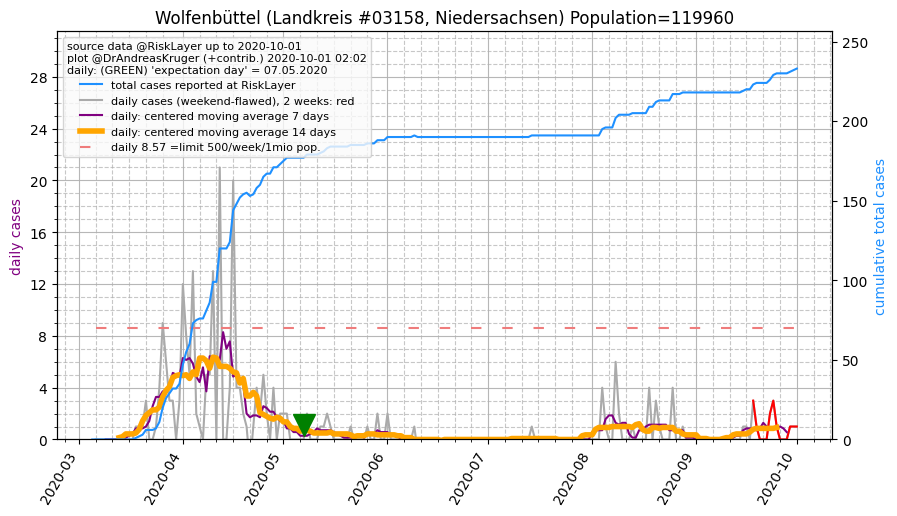 Wolfenbüttel (Landkreis #03158, Niedersachsen) Population=119960
source data @RiskLayer up to 2020-10-01
plot @DrAndreasKruger (+contrib.) 2020-10-01 02:02
daily: (GREEN) 'expectation day' = 07.05.2020
total cases reported at RiskLayer
daily cases (weekend-flawed), 2 weeks: red
daily: centered moving average 7 days
daily: centered moving average 14 days
daily 8.57 =limit 500/week/1mio pop.
daily cases
28
24
20
16
12
8
4
0
250
200
150
100
50
0
cumulative total cases
2020-03
2020-04
2020-05
2020-06
2020-07
2020-08
2020-09
2020-10